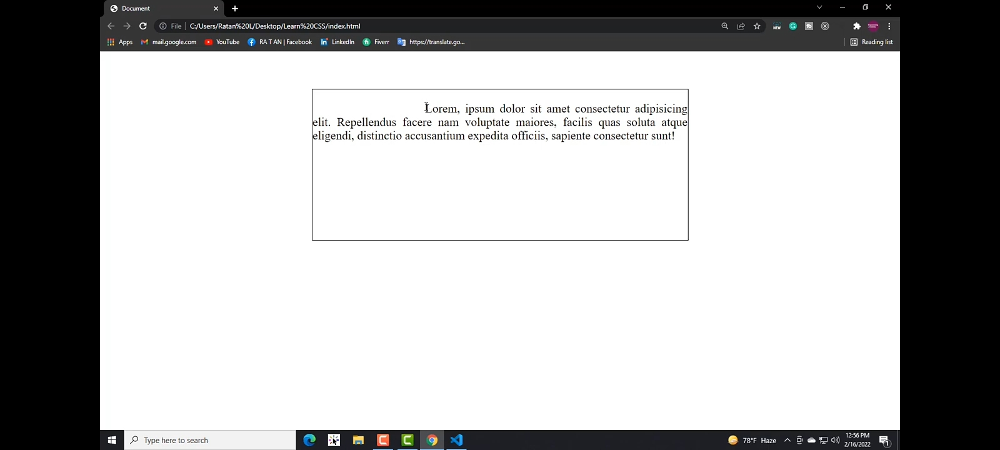 Document
File
C:/Users/Ratan%20L/Desktop/Learn%20CSS/index.html
NEW
Apps
mail.google.com
YouTube
RA T AN | Facebook
LinkedIn
Fiverr
https://translate.go...
Reading list
Lorem, ipsum dolor sit amet consectetur adipisicing
elit. Repellendus facere nam voluptate maiores, facilis quas soluta atque
eligendi, distinctio accusantium expedita officiis, sapiente consectetur sunt!
Type here to search
78°F Haze
12:56 PM
2/16/2022
1